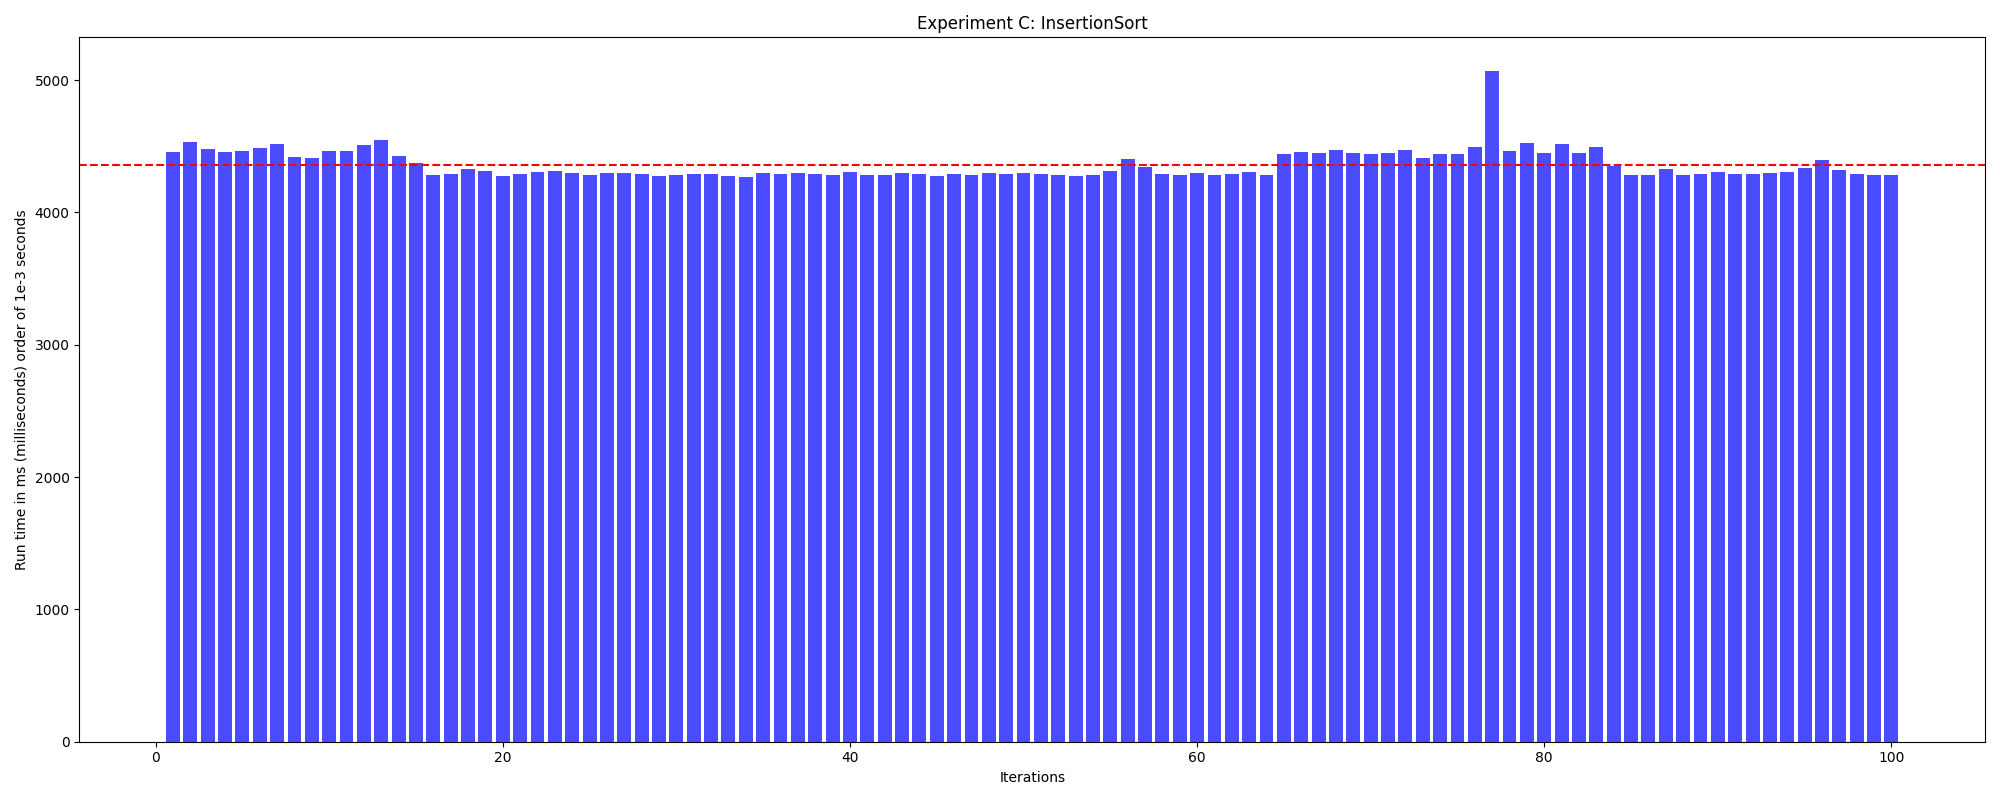 Experiment C: InsertionSort
Run time in ms (milliseconds) order of 1e-3 seconds
5000
4000
3000
2000
1000
0
0 20 40 60 80 100
Iterations